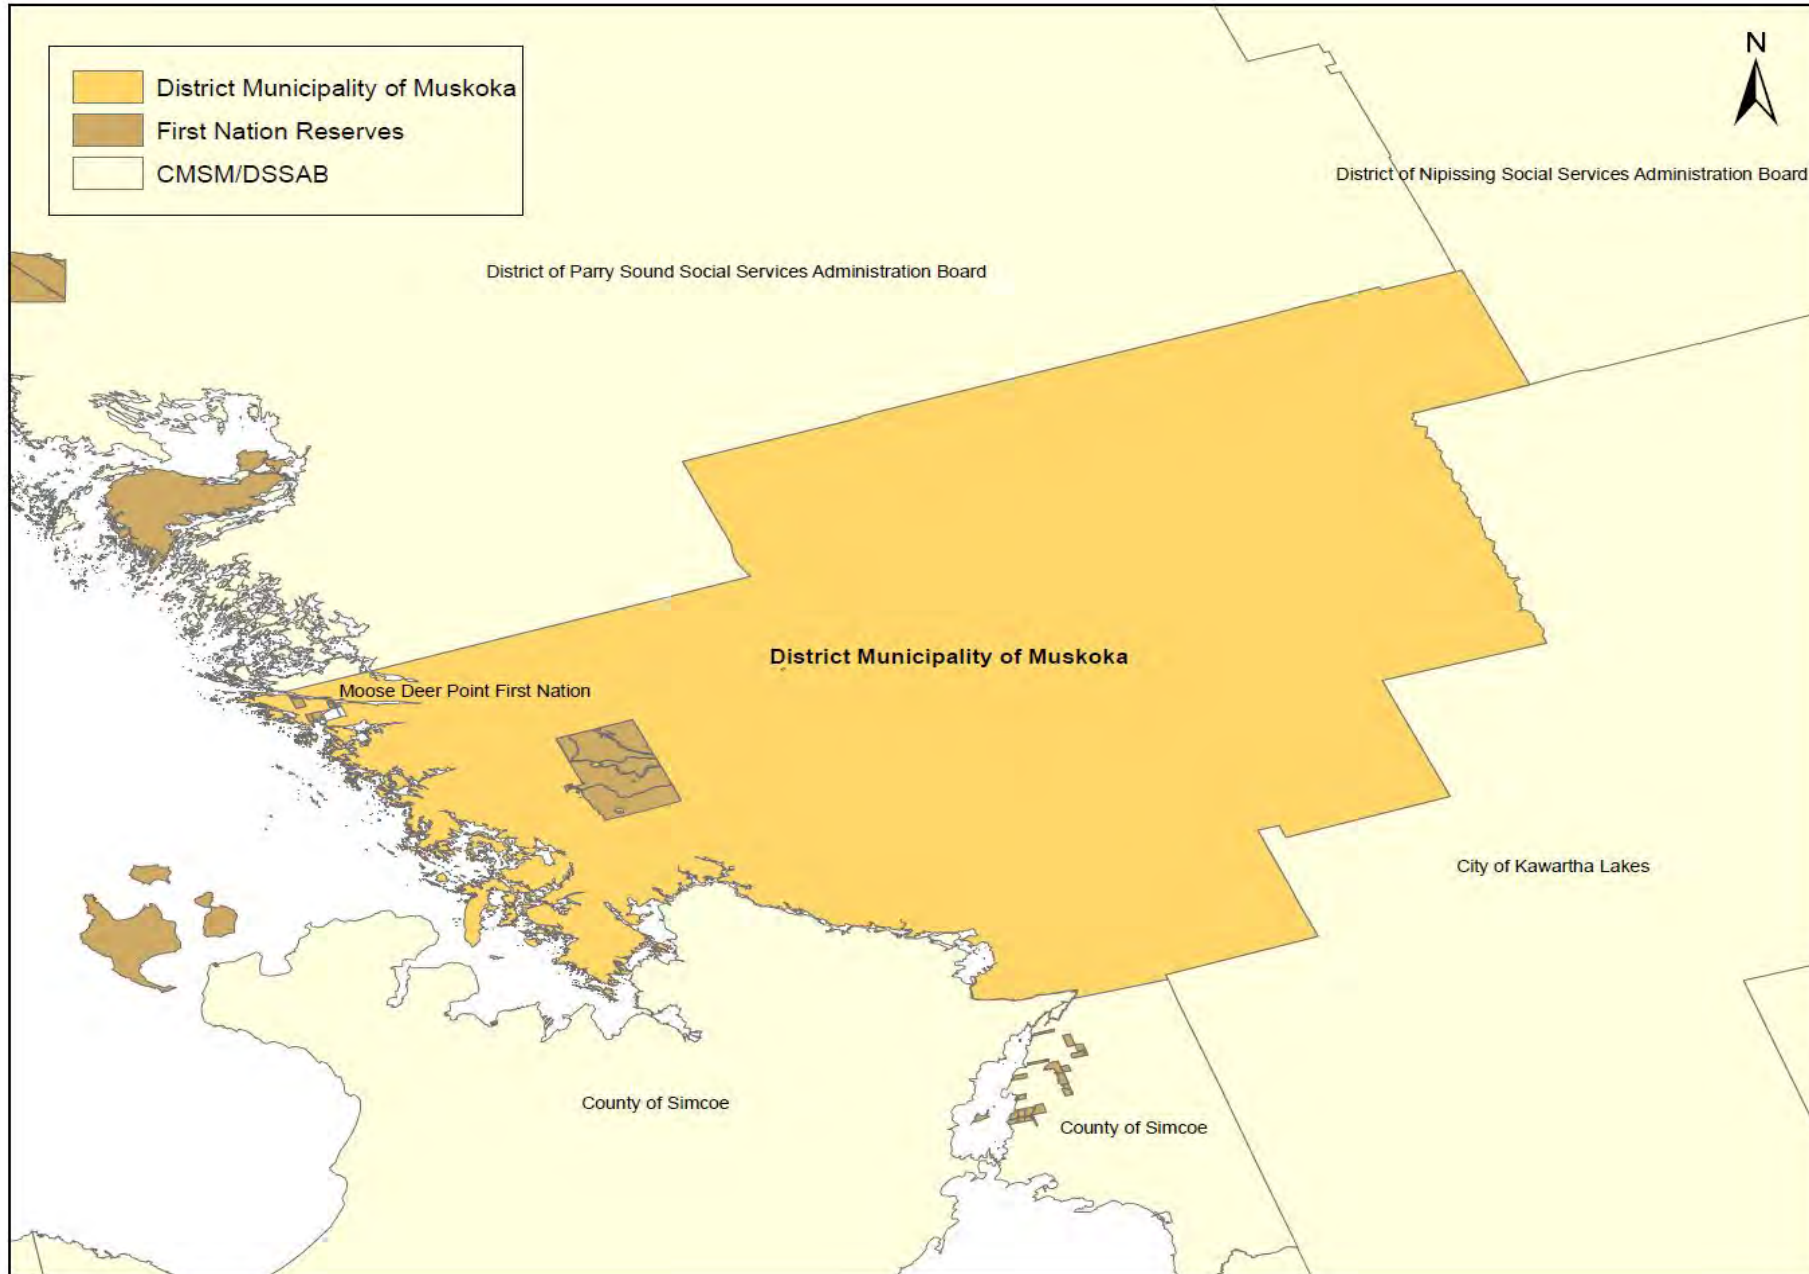 District Municipality of Muskoka
First Nation Reserves
CMSM/DSSAB
N
District of Nipissing Social Services Administration Board
District of Parry Sound Social Services Administration Board
District Municipality of Muskoka
Moose Deer Point First Nation
City of Kawartha Lakes
County of Simcoe
County of Simcoe